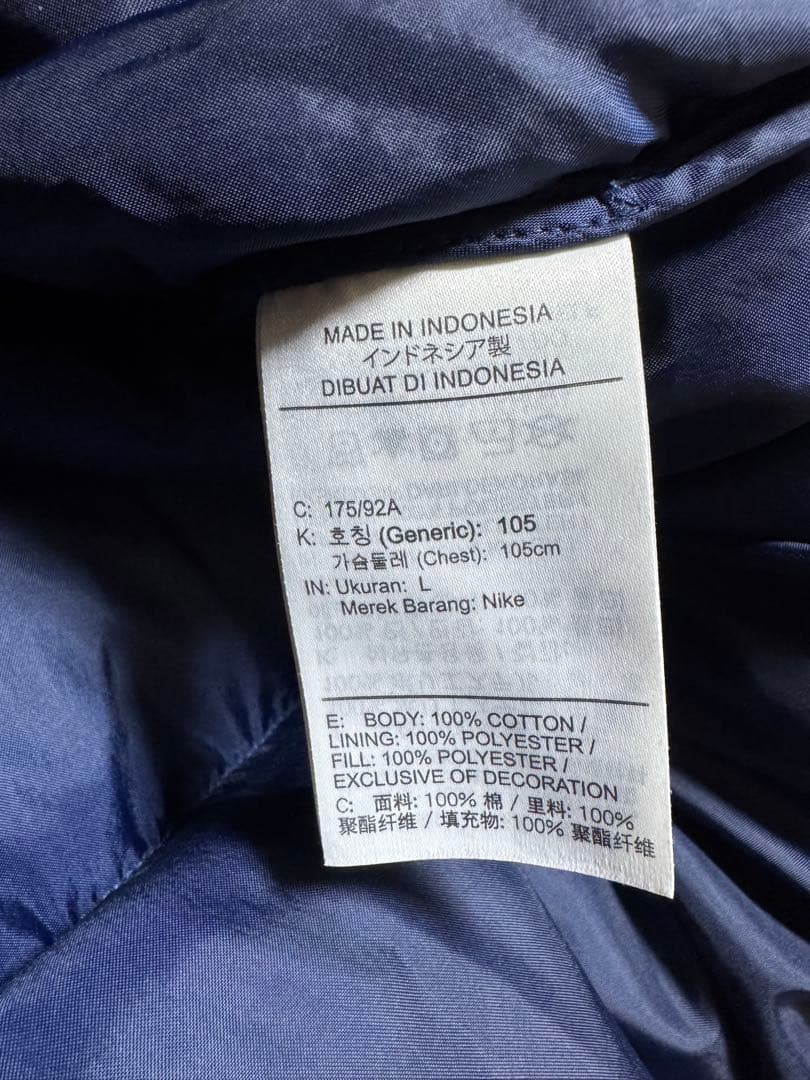 MADE IN INDONESIA
インドネシア製
DIBUAT DI INDONESIA
C: 175/92A
K: 호칭 (Generic): 105
가슴둘레 (Chest): 105cm
IN: Ukuran: L
Merek Barang: Nike
E: BODY: 100% COTTON /
LINING: 100% POLYESTER /
FILL: 100% POLYESTER /
EXCLUSIVE OF DECORATION
C: 面料: 100% 棉 / 里料: 100%
聚酯纤维 / 填充物: 100% 聚酯纤维